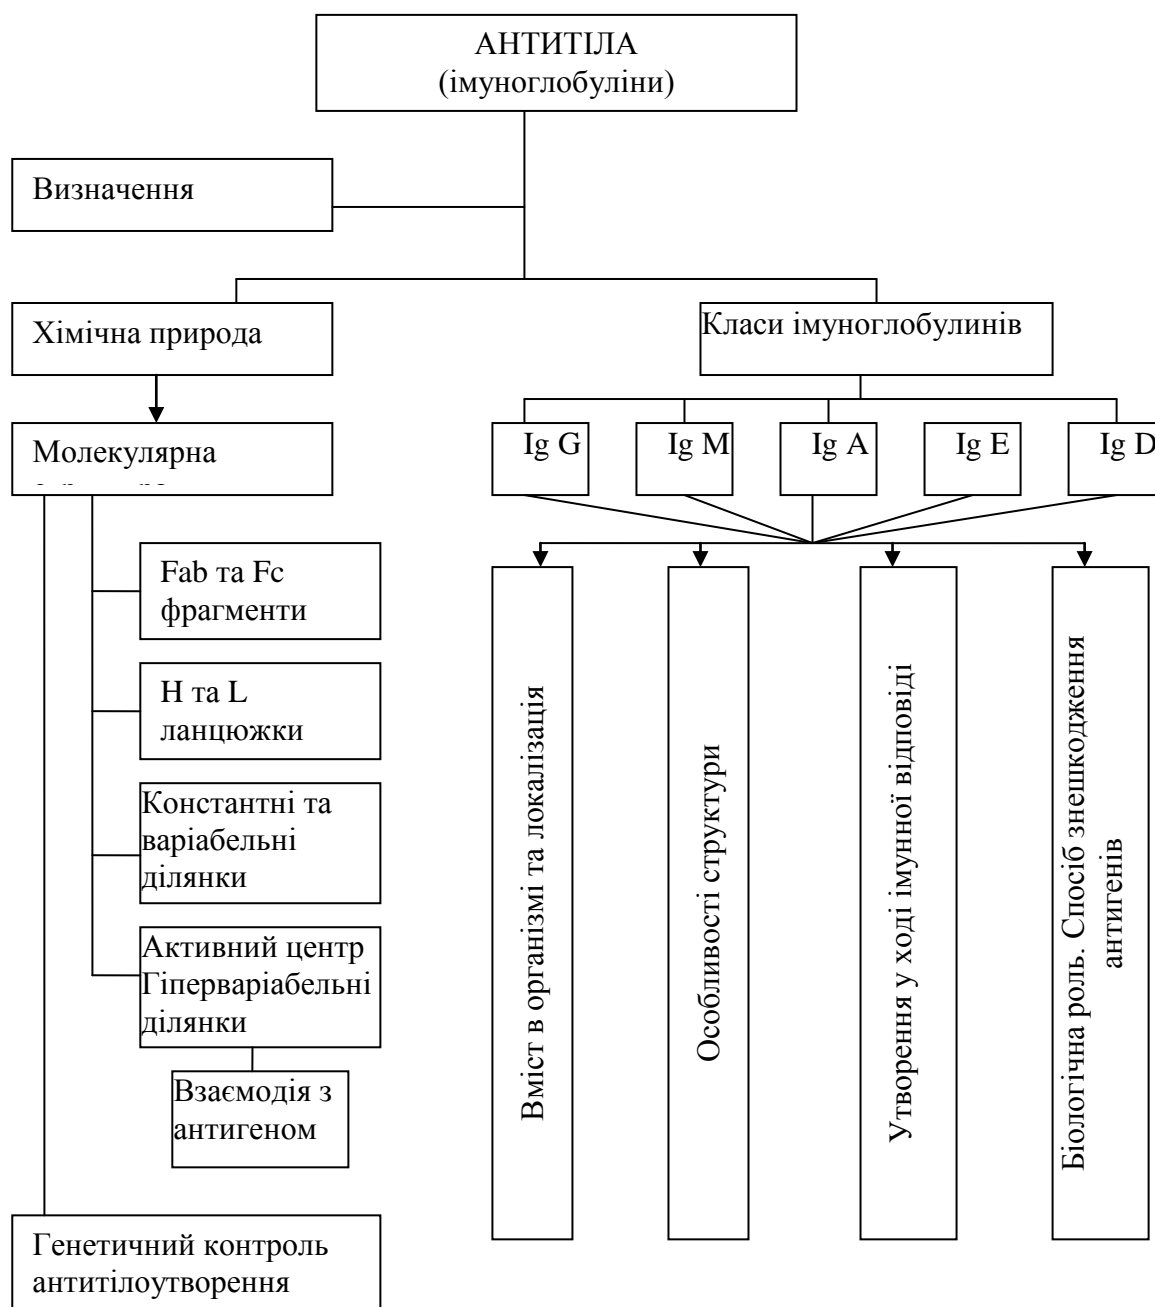 АНТИТІЛА
(імуноглобуліни)
Визначення
Хімічна природа
Класи імуноглобулинів
Молекулярна
Ig G
Ig M
Ig A
Ig E
Ig D
Fab та Fc
фрагменти
H та L
ланцюжки
Константні та
варіабельні
ділянки
Активний центр
Гіперваріабельні
ділянки
Взаємодія з
антигеном
Генетичний контроль
антитілоутворення
Вміст в організмі та локалізація
Особливості структури
Утворення у ході імунної відповіді
Біологічна роль. Спосіб знешкодження
антигенів